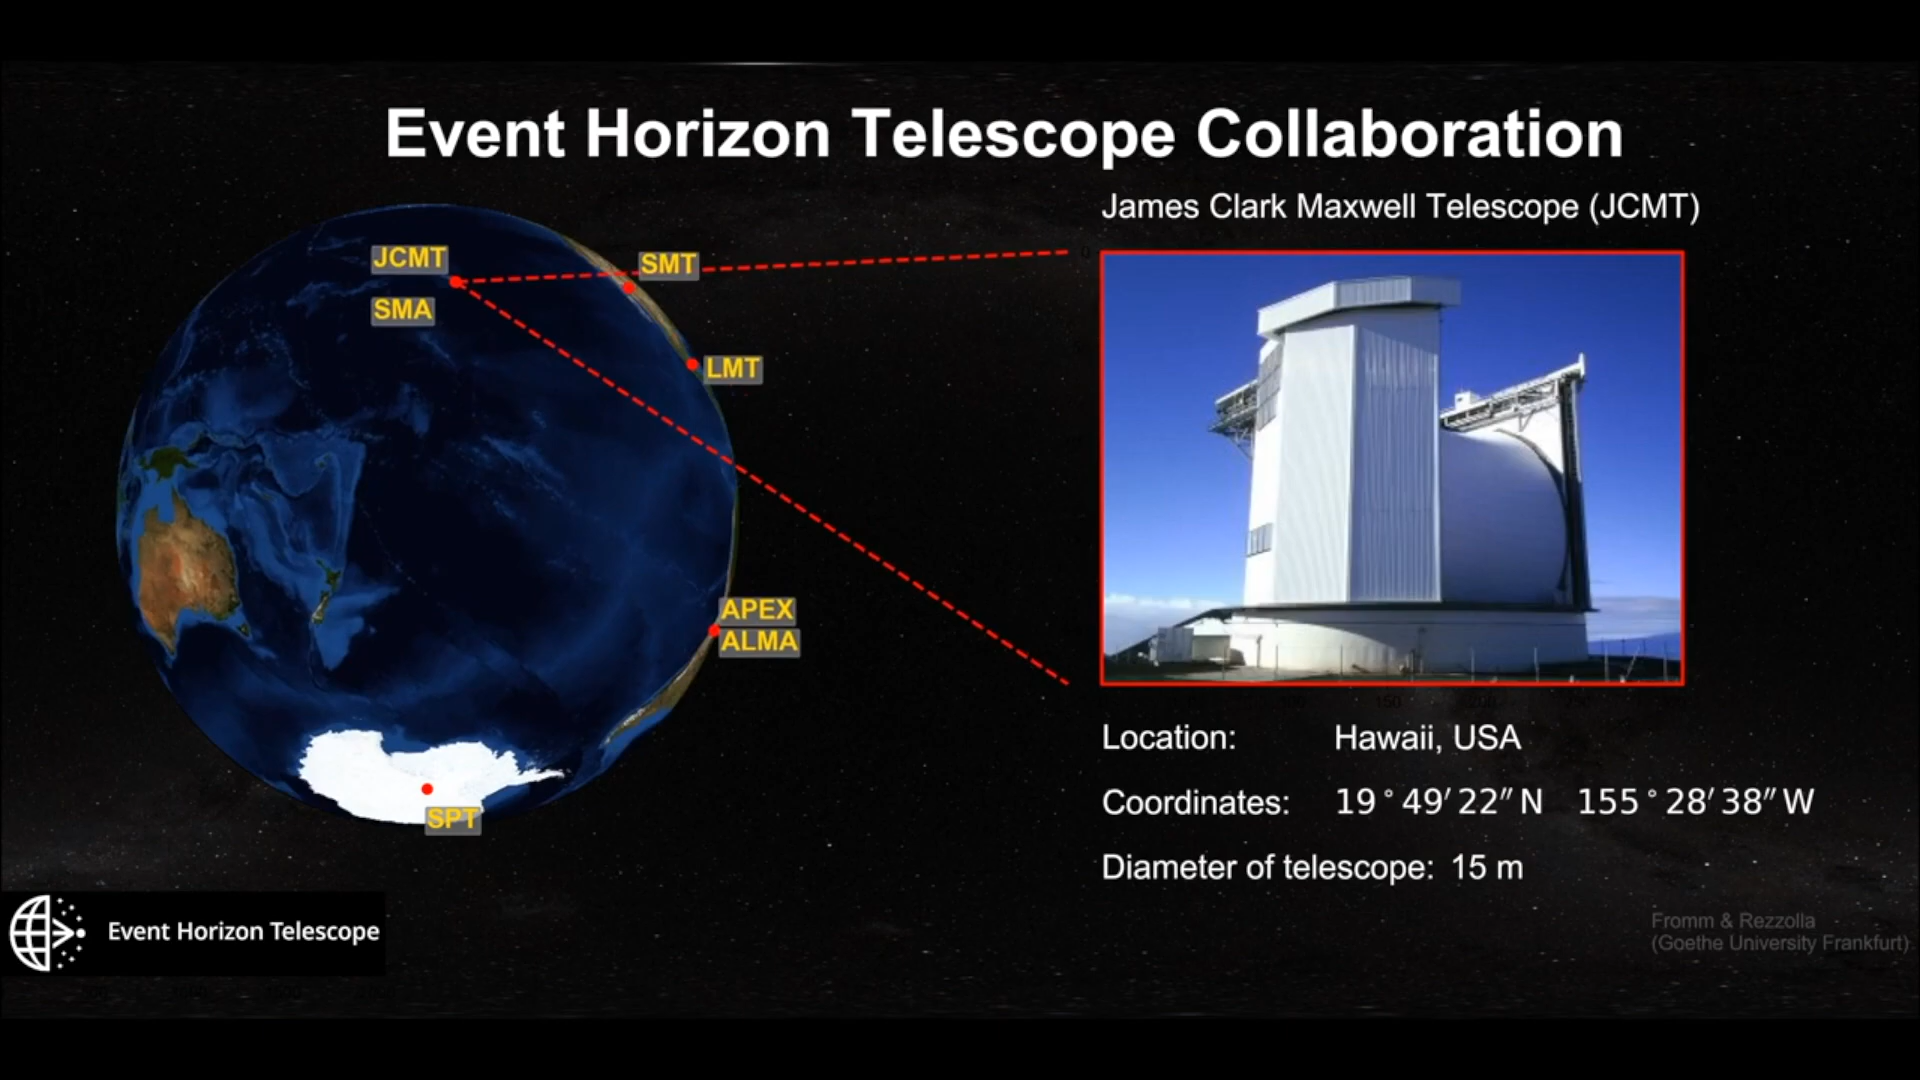 Event Horizon Telescope Collaboration
James Clark Maxwell Telescope (JCMT)
JCMT
SMA
SMT
LMT
APEX
ALMA
SPT
Location: Hawaii, USA
Coordinates: 19°49′22″N 155°28′38″W
Diameter of telescope: 15 m
Event Horizon Telescope
Fromm & Rezzolla
(Goethe University Frankfurt)